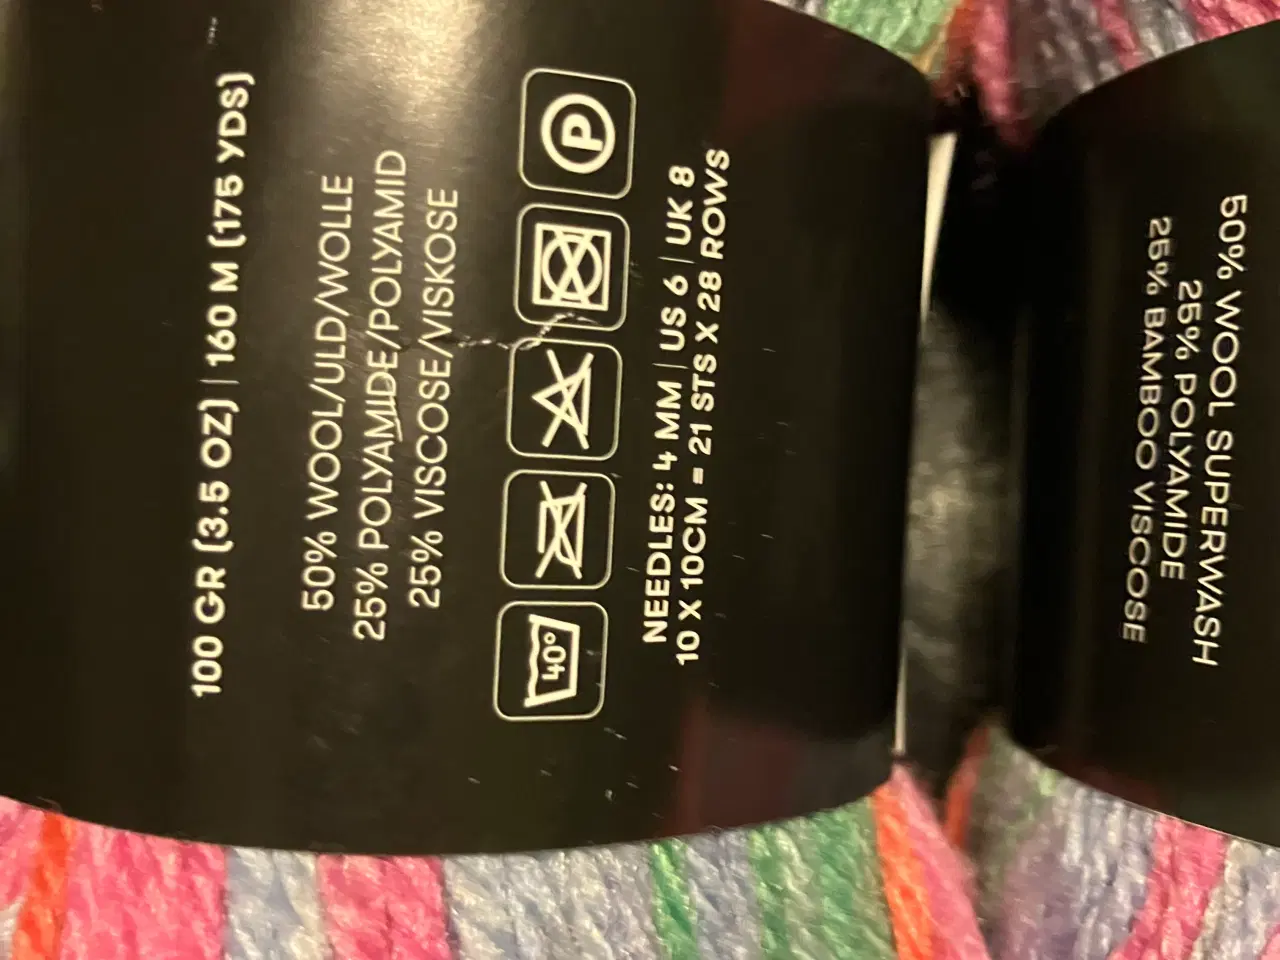 100 GR (3.5 OZ) | 160 M (175 YDS)
50% WOOL/ULD/WOLLE
25% POLYAMIDE/POLYAMID
25% VISCOSE/VISKOSE
40°
P
NEEDLES: 4 MM | US 6 | UK 8
10 X 10CM = 21 STS X 28 ROWS
50% WOOL SUPERWASH
25% POLYAMIDE
25% BAMBOO VISCOSE